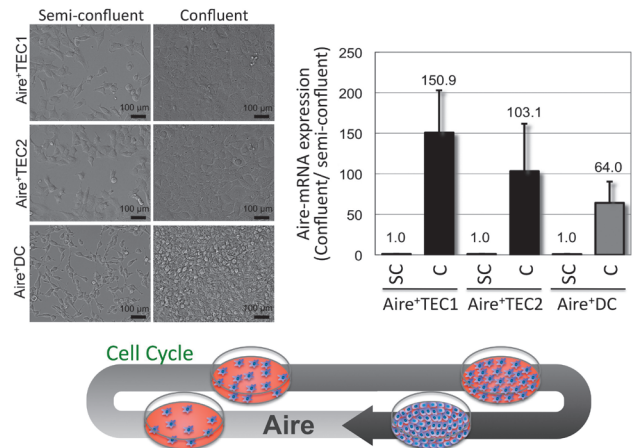 Semi-confluent Confluent
Aire⁺TEC1
100 µm 100 µm
Aire⁺TEC2
100 µm 100 µm
Aire⁺DC
100 µm 100 µm
Aire-mRNA expression
(Confluent/ semi-confluent)
250
200
150
100
50
0
150.9
103.1
64.0
1.0 1.0 1.0
SC C SC C SC C
Aire⁺TEC1 Aire⁺TEC2 Aire⁺DC
Cell Cycle
Aire